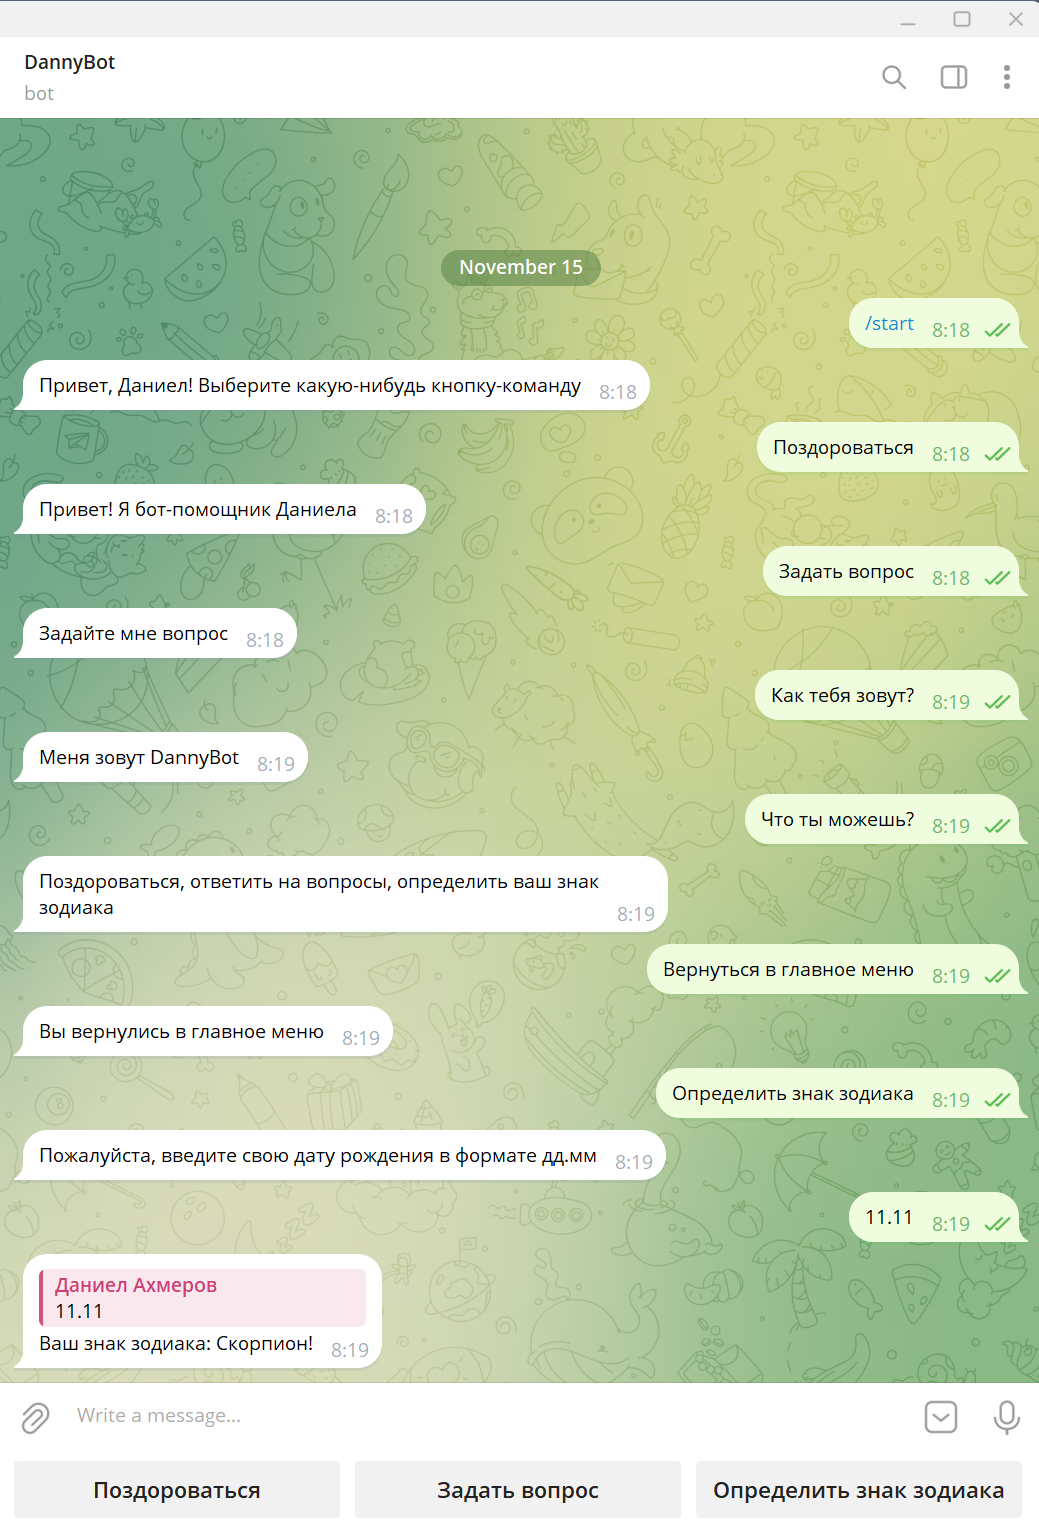 DannyBot
bot
November 15
/start 8:18
Привет, Даниел! Выберите какую-нибудь кнопку-команду 8:18
Поздороваться 8:18
Привет! Я бот-помощник Даниела 8:18
Задать вопрос 8:18
Задайте мне вопрос 8:18
Как тебя зовут? 8:19
Меня зовут DannyBot 8:19
Что ты можешь? 8:19
Поздороваться, ответить на вопросы, определить ваш знак
зодиака 8:19
Вернуться в главное меню 8:19
Вы вернулись в главное меню 8:19
Определить знак зодиака 8:19
Пожалуйста, введите свою дату рождения в формате дд.мм 8:19
11.11 8:19
Даниел Ахмеров
11.11
Ваш знак зодиака: Скорпион! 8:19
Write a message...
Поздороваться Задать вопрос Определить знак зодиака